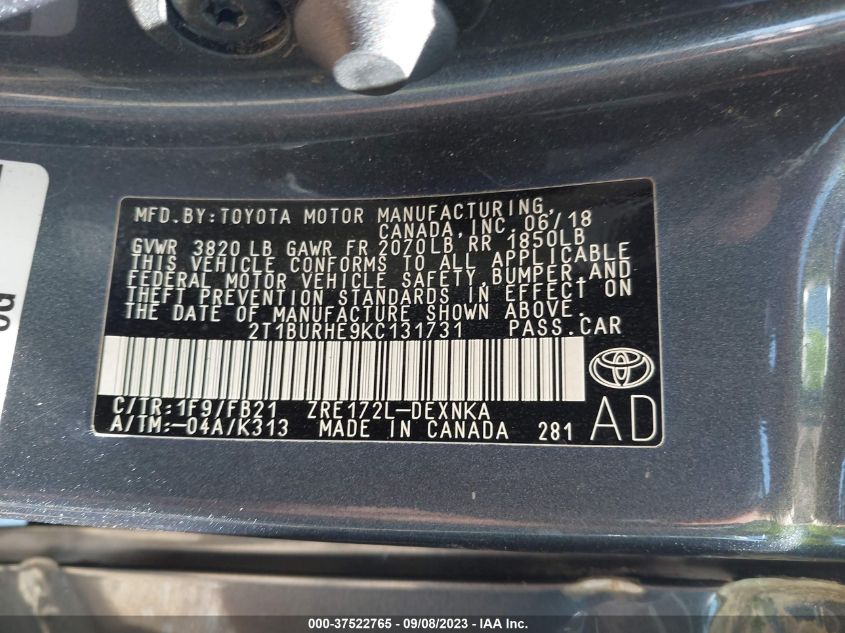 MFD.BY:TOYOTA MOTOR MANUFACTURING,
CANADA,INC. 06/18
GVWR 3820 LB GAWR FR 2070LB RR 1850LB
THIS VEHICLE CONFORMS TO ALL APPLICABLE
FEDERAL MOTOR VEHICLE SAFETY,BUMPER,AND
THEFT PREVENTION STANDARDS IN EFFECT ON
THE DATE OF MANUFACTURE SHOWN ABOVE.
2T1BURHE9KC131731 PASS.CAR
C/TR:1F9/FB21 ZRE172L-DEXNKA
A/TM:-04A/K313 MADE IN CANADA 281 AD
000-37522765 - 09/08/2023 - IAA Inc.